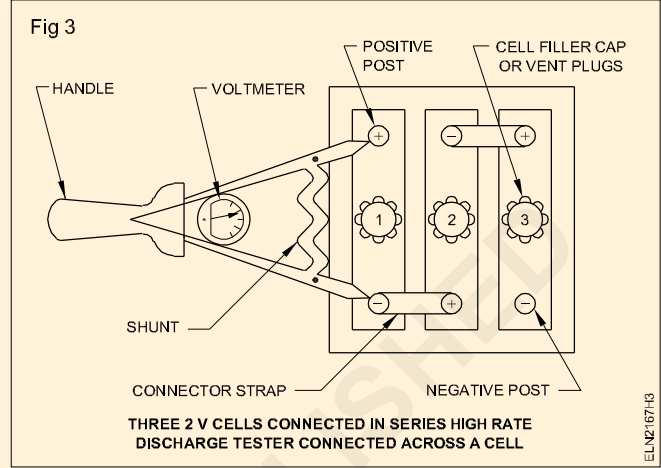 Fig 3
POSITIVE
POST
CELL FILLER CAP
OR VENT PLUGS
HANDLE
VOLTMETER
+
-
+
1
2
3
-
+
-
SHUNT
CONNECTOR STRAP
NEGATIVE POST
THREE 2 V CELLS CONNECTED IN SERIES HIGH RATE
DISCHARGE TESTER CONNECTED ACROSS A CELL
ELN2167H3